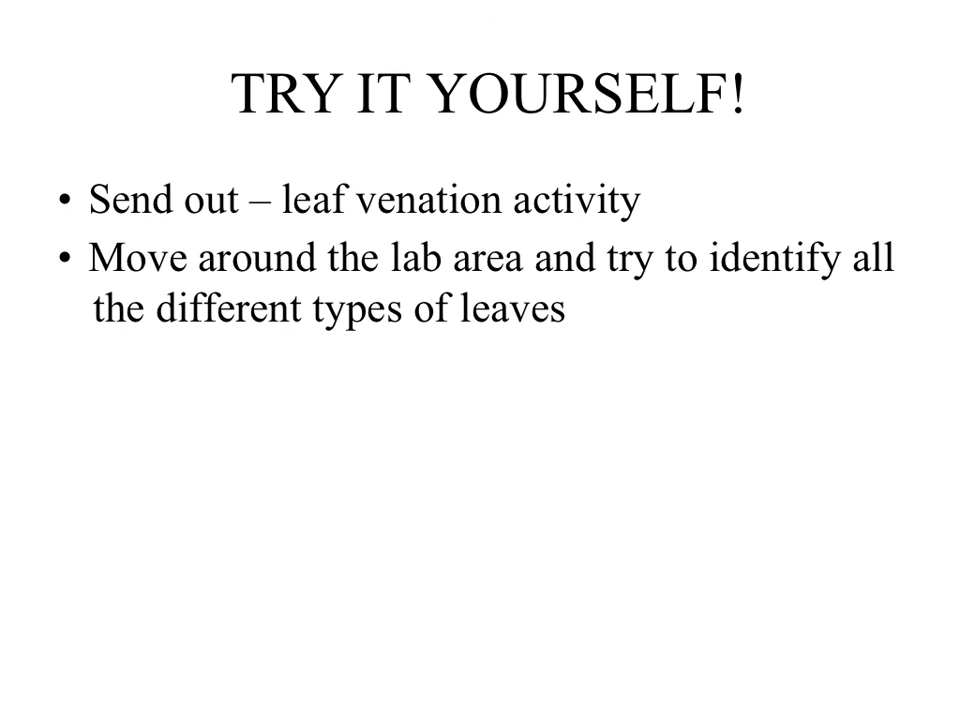 TRY IT YOURSELF!
• Send out – leaf venation activity
• Move around the lab area and try to identify all
the different types of leaves